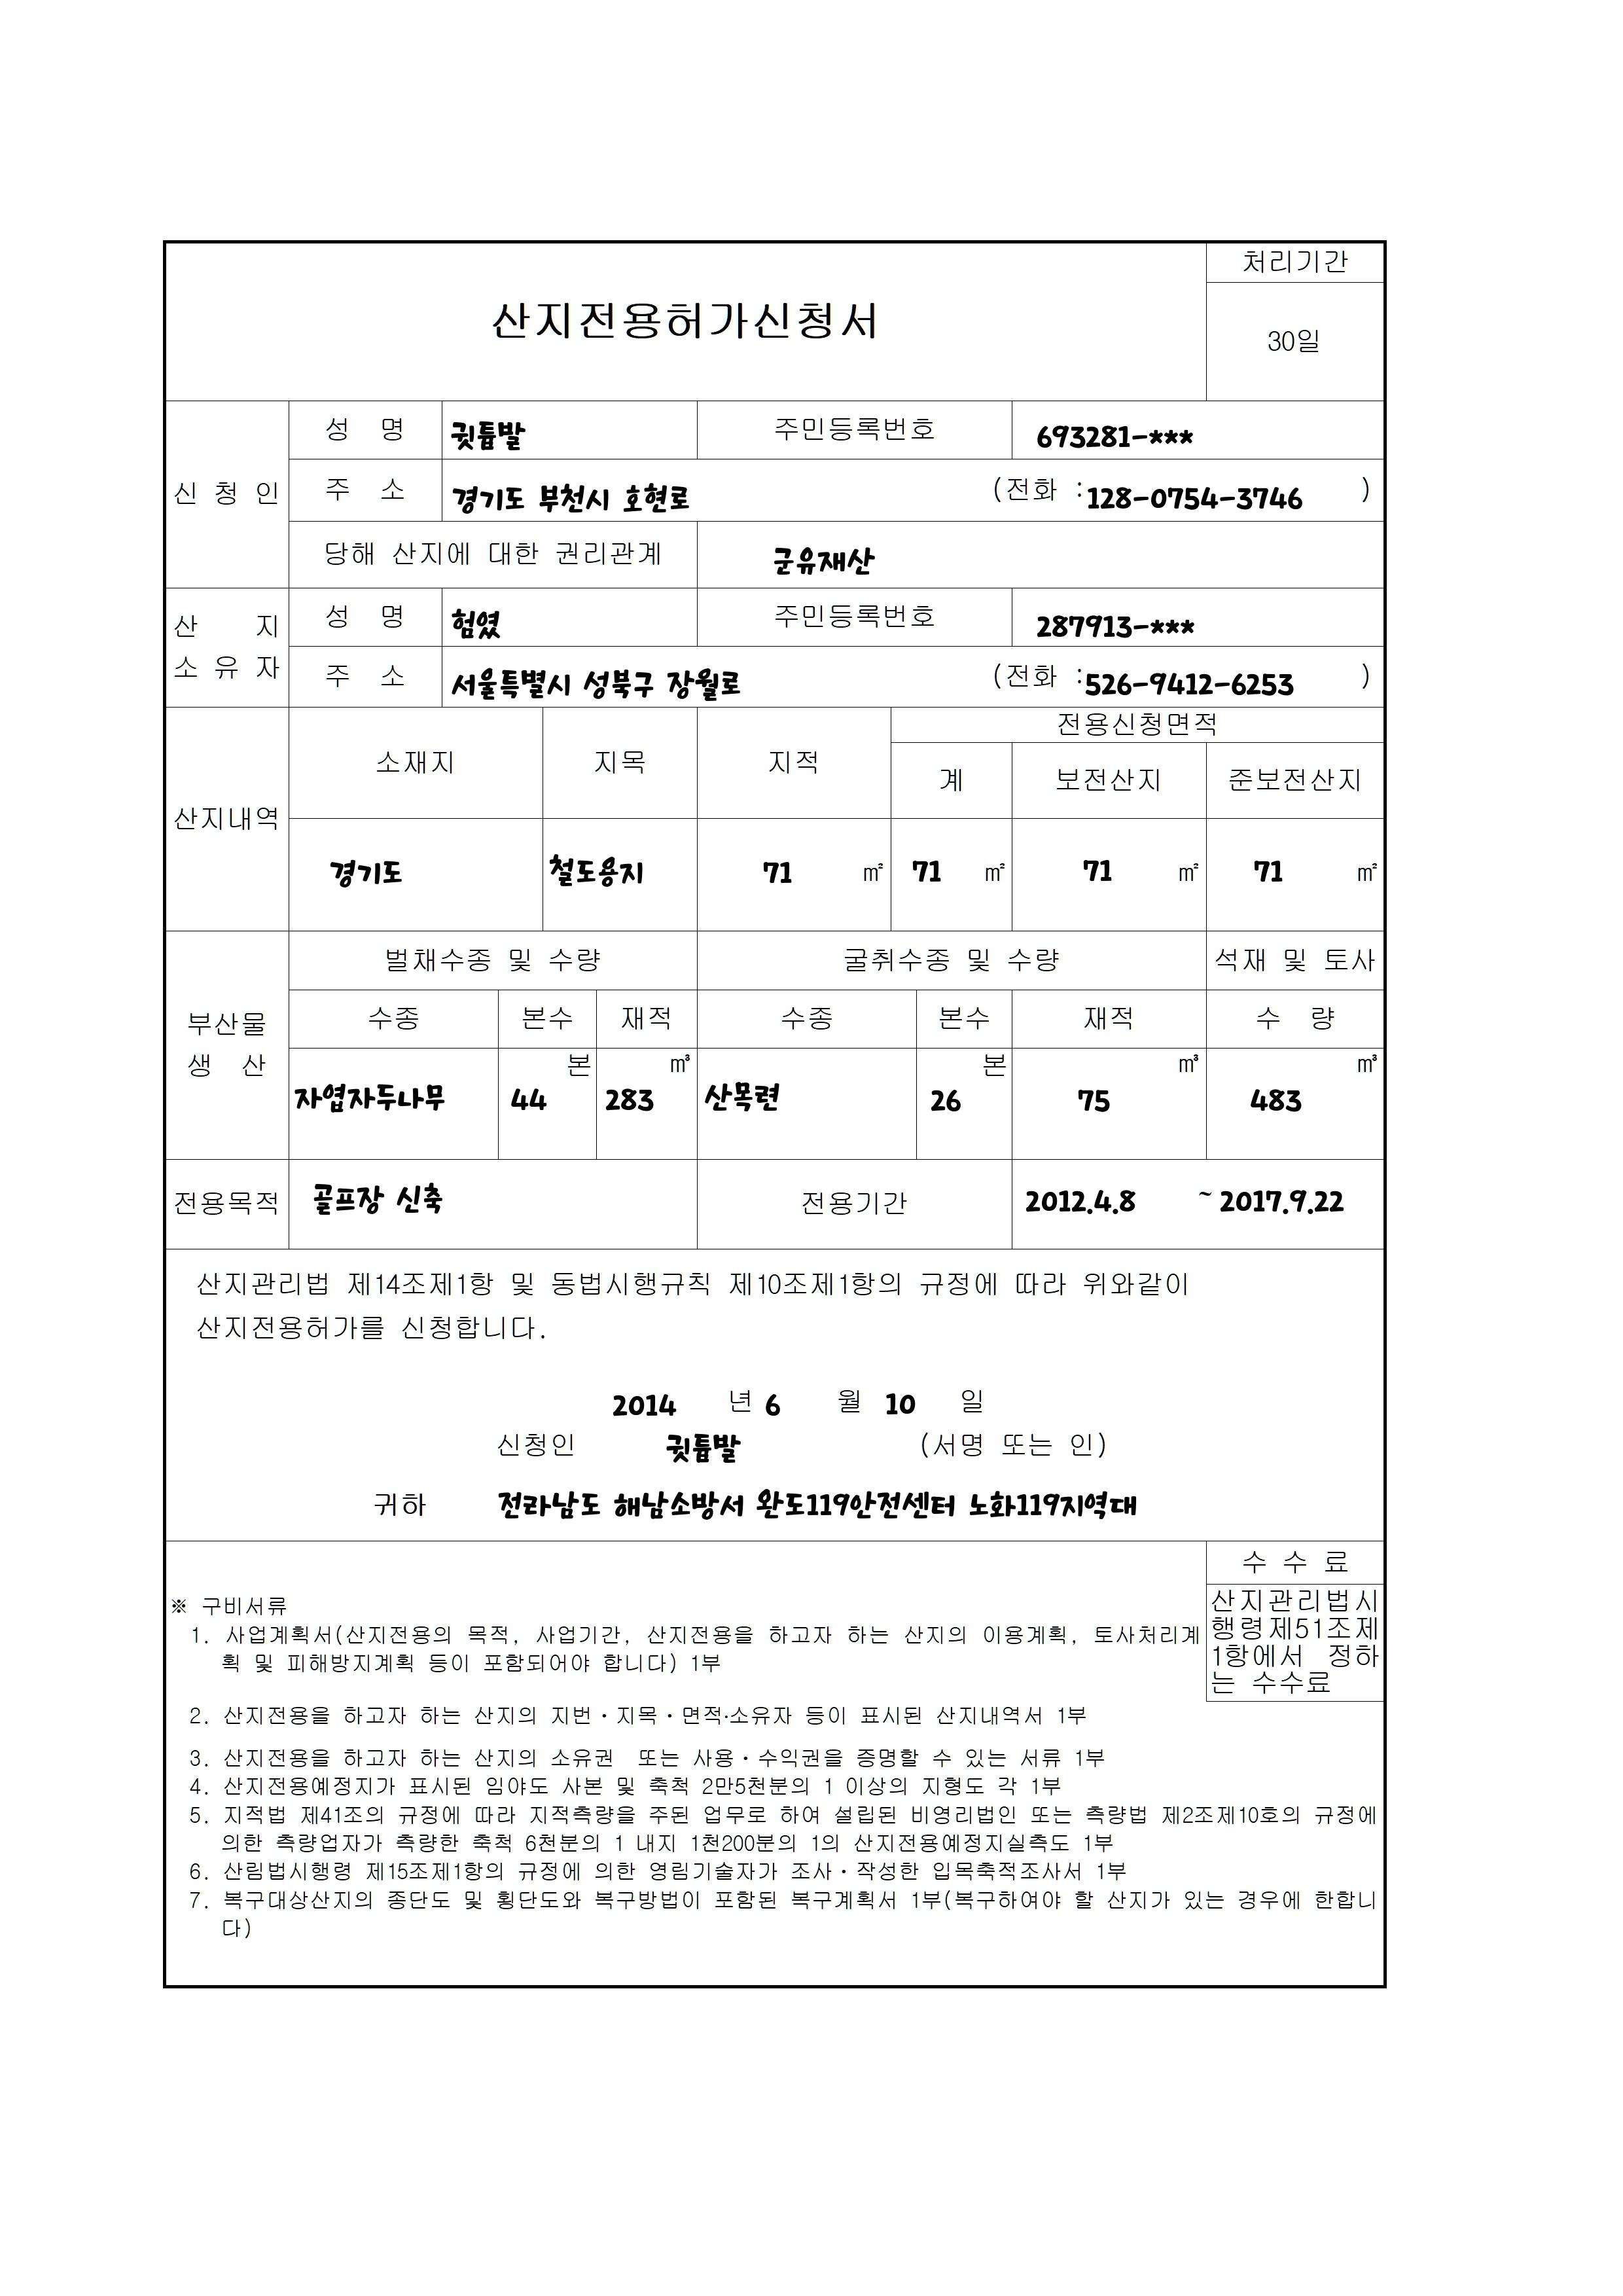 처리기간
산지전용허가신청서
30일
신 청 인
성 명 귓튭발 주민등록번호 693281-***
주 소 경기도 부천시 호현로 (전화 : 128-0754-3746 )
당해 산지에 대한 권리관계 군유재산
산 지
소 유 자
성 명 험였 주민등록번호 287913-***
주 소 서울특별시 성북구 장월로 (전화 : 526-9412-6253 )
산지내역
소재지 지목 지적 전용신청면적
계 보전산지 준보전산지
경기도 철도용지 71 ㎡ 71 ㎡ 71 ㎡ 71 ㎡
부산물
생 산
벌채수종 및 수량 굴취수종 및 수량 석재 및 토사
수종 본수 재적 수종 본수 재적 수 량
본 ㎥ 본 ㎥ ㎥
자엽자두나무 44 283 산목련 26 75 483
전용목적 골프장 신축 전용기간 2012.4.8 ~ 2017.9.22
산지관리법 제14조제1항 및 동법시행규칙 제10조제1항의 규정에 따라 위와같이
산지전용허가를 신청합니다.
2014 년 6 월 10 일
신청인 귓튭발 (서명 또는 인)
귀하 전라남도 해남소방서 완도119안전센터 노화119지역대
수 수 료
산지관리법시
행령제51조제
1항에서 정하
는 수수료
※ 구비서류
1. 사업계획서(산지전용의 목적, 사업기간, 산지전용을 하고자 하는 산지의 이용계획, 토사처리계
획 및 피해방지계획 등이 포함되어야 합니다) 1부
2. 산지전용을 하고자 하는 산지의 지번·지목·면적·소유자 등이 표시된 산지내역서 1부
3. 산지전용을 하고자 하는 산지의 소유권 또는 사용·수익권을 증명할 수 있는 서류 1부
4. 산지전용예정지가 표시된 임야도 사본 및 축척 2만5천분의 1 이상의 지형도 각 1부
5. 지적법 제41조의 규정에 따라 지적측량을 주된 업무로 하여 설립된 비영리법인 또는 측량법 제2조제10호의 규정에
의한 측량업자가 측량한 축척 6천분의 1 내지 1천200분의 1의 산지전용예정지실측도 1부
6. 산림법시행령 제15조제1항의 규정에 의한 영림기술자가 조사·작성한 입목축적조사서 1부
7. 복구대상산지의 종단도 및 횡단도와 복구방법이 포함된 복구계획서 1부(복구하여야 할 산지가 있는 경우에 한합니
다)